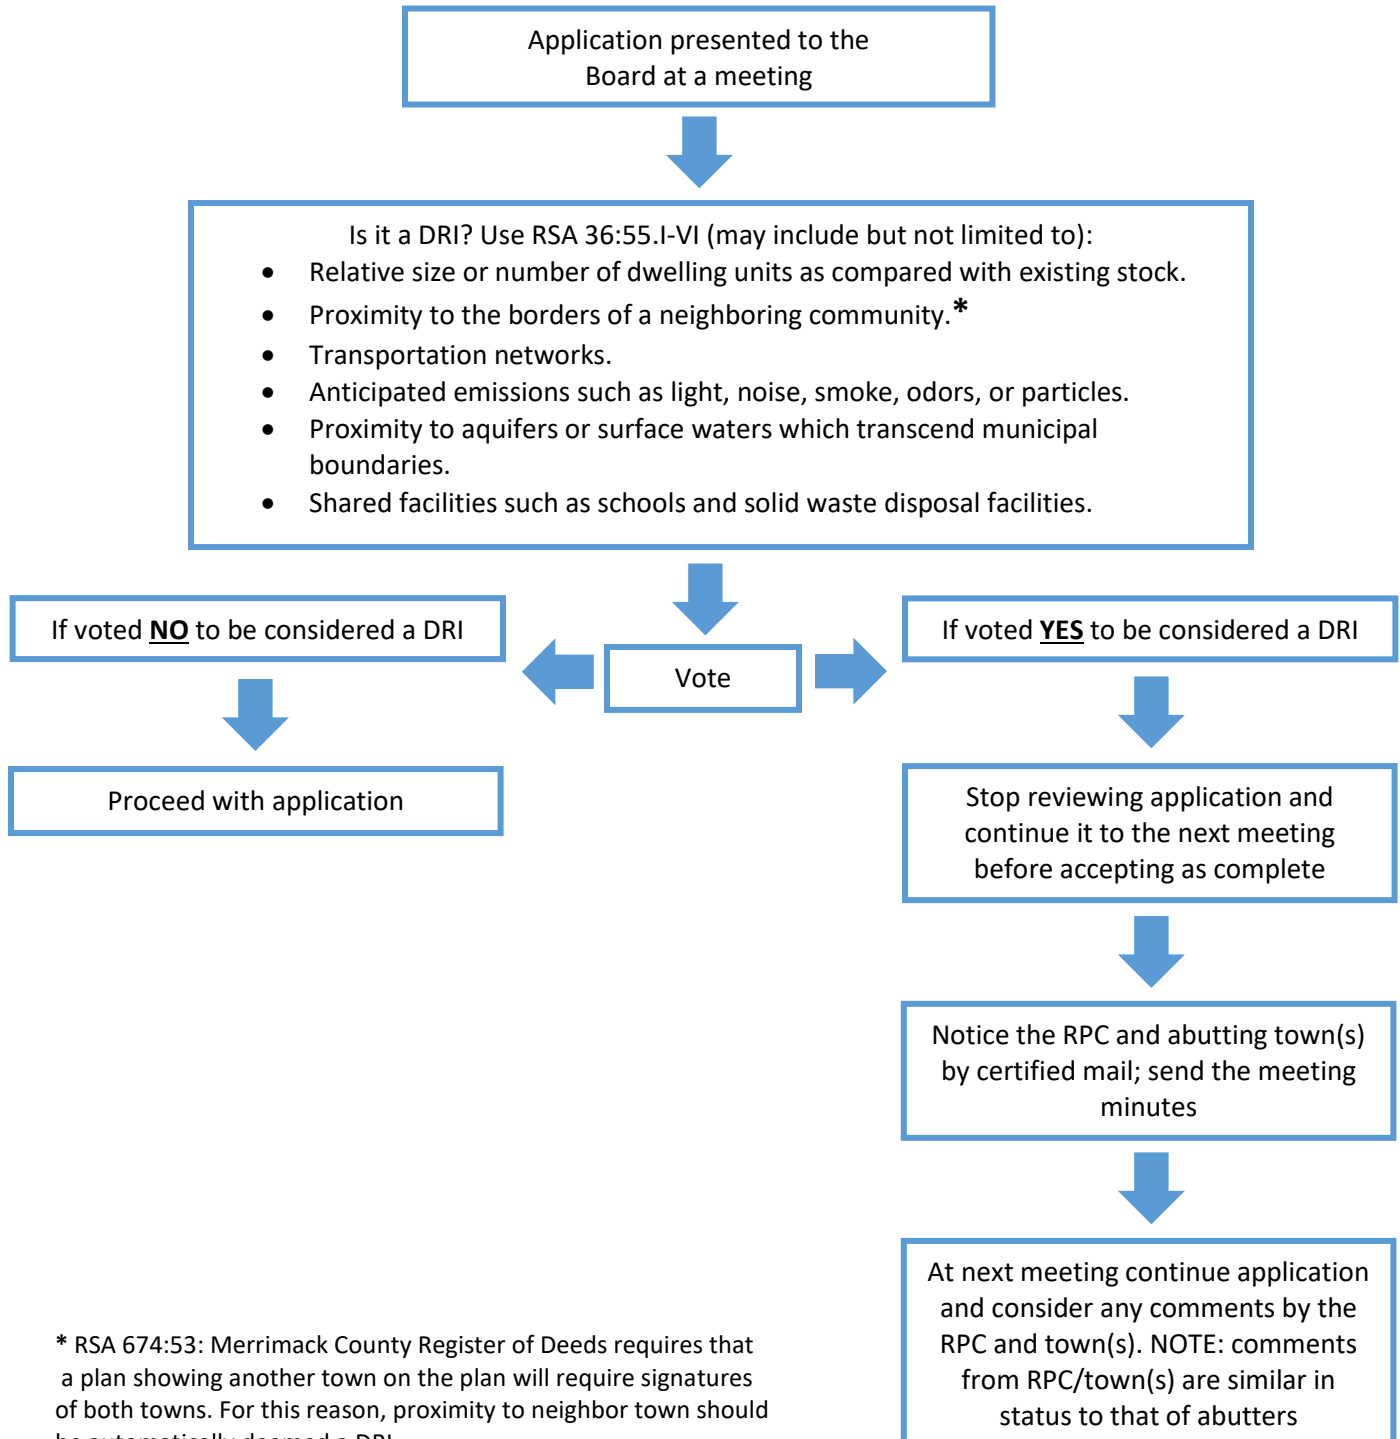 Application presented to the
Board at a meeting
Is it a DRI? Use RSA 36:55.I-VI (may include but not limited to):
• Relative size or number of dwelling units as compared with existing stock.
• Proximity to the borders of a neighboring community.*
• Transportation networks.
• Anticipated emissions such as light, noise, smoke, odors, or particles.
• Proximity to aquifers or surface waters which transcend municipal
boundaries.
• Shared facilities such as schools and solid waste disposal facilities.
If voted NO to be considered a DRI
Vote
If voted YES to be considered a DRI
Proceed with application
Stop reviewing application and
continue it to the next meeting
before accepting as complete
Notice the RPC and abutting town(s)
by certified mail; send the meeting
minutes
At next meeting continue application
and consider any comments by the
RPC and town(s). NOTE: comments
from RPC/town(s) are similar in
status to that of abutters
* RSA 674:53: Merrimack County Register of Deeds requires that
a plan showing another town on the plan will require signatures
of both towns. For this reason, proximity to neighbor town should
be automatically deemed a DRI